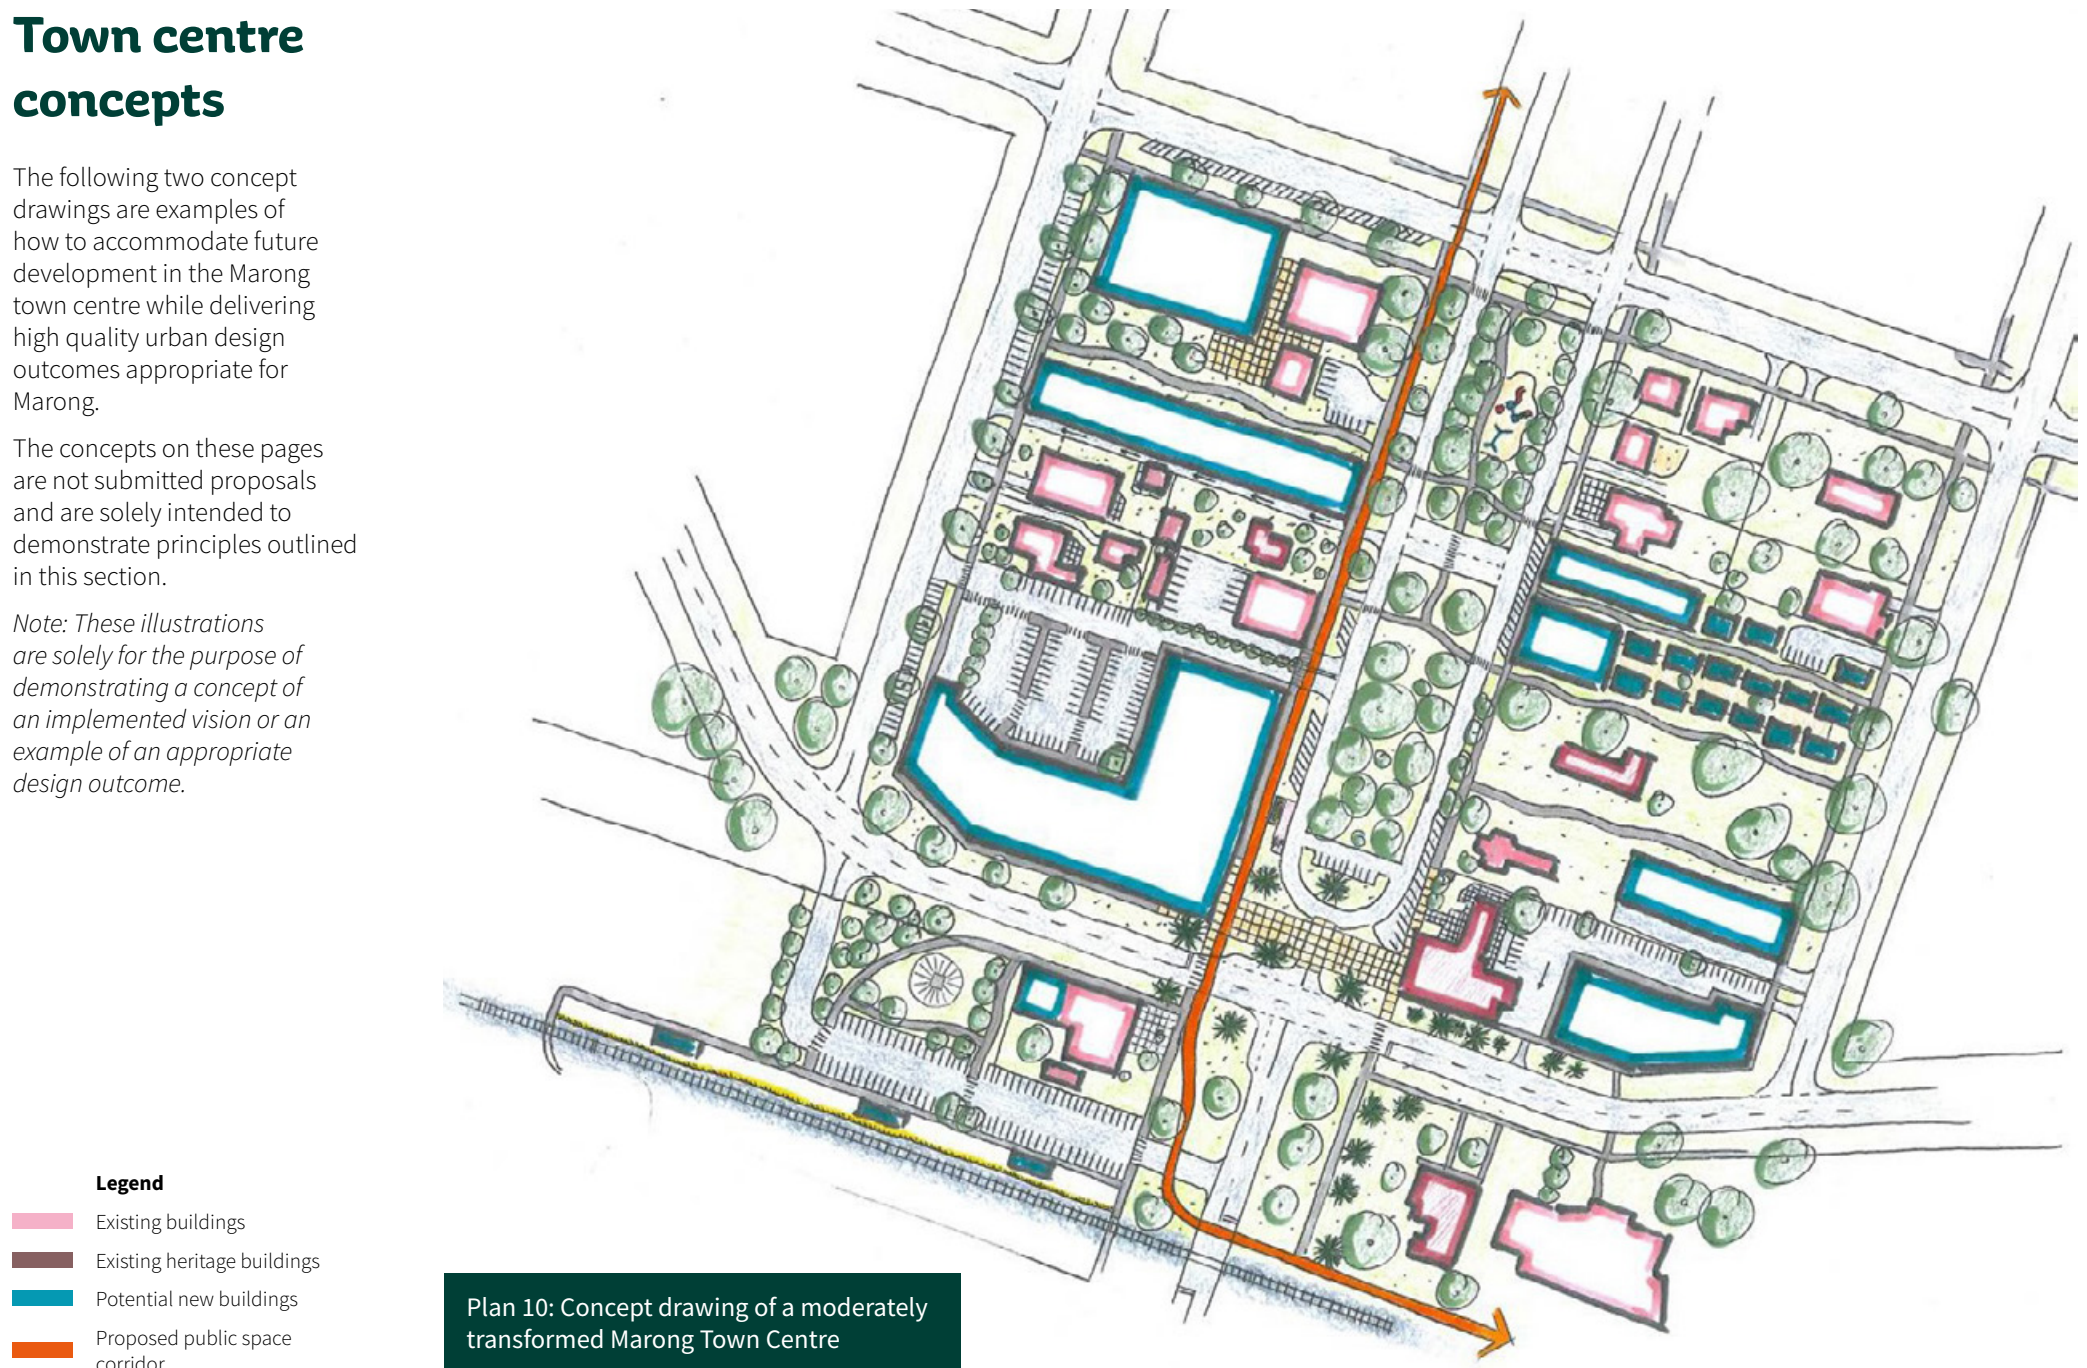 Town centre
concepts
The following two concept
drawings are examples of
how to accommodate future
development in the Marong
town centre while delivering
high quality urban design
outcomes appropriate for
Marong.
The concepts on these pages
are not submitted proposals
and are solely intended to
demonstrate principles outlined
in this section.
Note: These illustrations
are solely for the purpose of
demonstrating a concept of
an implemented vision or an
example of an appropriate
design outcome.
Legend
Existing buildings
Existing heritage buildings
Potential new buildings
Proposed public space
corridor
Plan 10: Concept drawing of a moderately
transformed Marong Town Centre